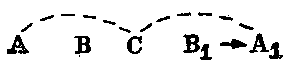 A B C B₁ → A₁